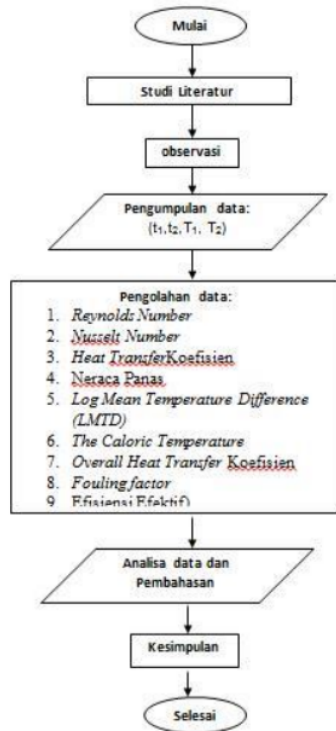 Mulai
Studi Literatur
observasi
Pengumpulan data:
(t₁,t₂,T₁, T₂)
Pengolahan data:
1. Reynolds Number
2. Nusselt Number
3. Heat TransferKoefisien
4. Neraca Panas
5. Log Mean Temperature Difference
(LMTD)
6. The Caloric Temperature
7. Overall Heat Transfer Koefisien
8. Fouling factor
9. Efisiensi Efektif)
Analisa data dan
Pembahasan
Kesimpulan
Selesai